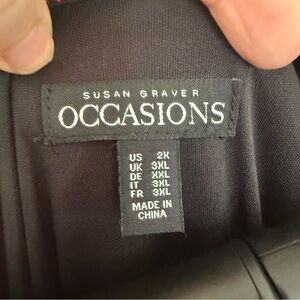 SUSAN GRAVER
OCCASIONS
US 2X
UK 3XL
DE XXL
IT 3XL
FR 3XL
MADE IN
CHINA